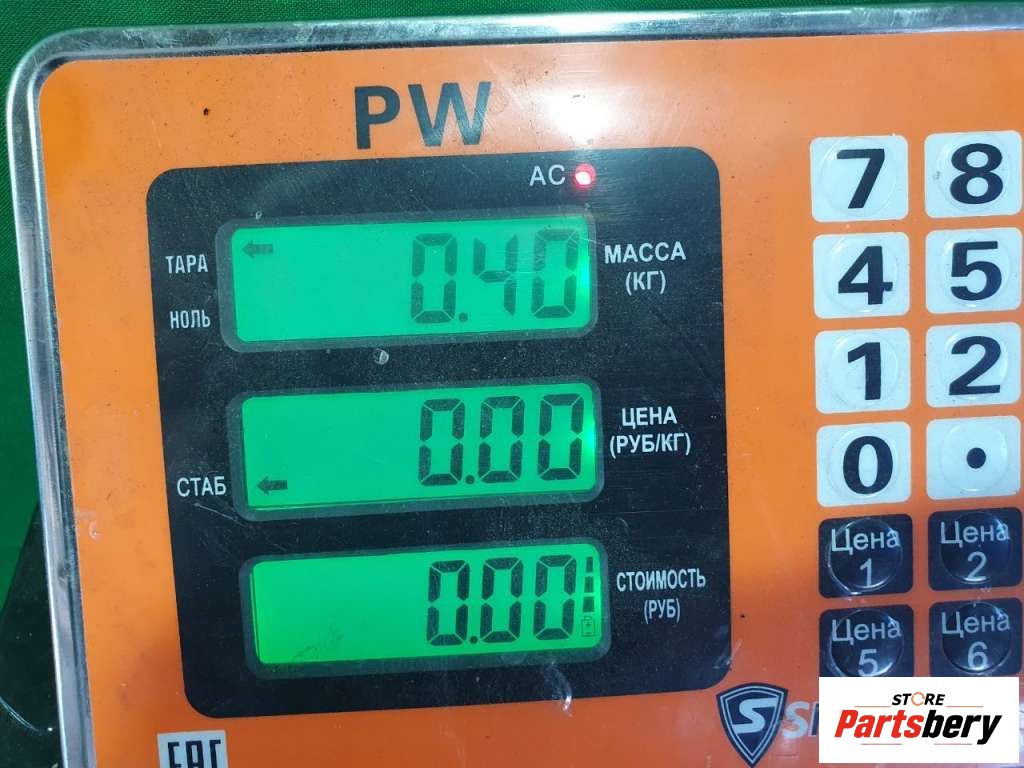 PW
AC
ТАРА
НОЛЬ
0.40
МАССА
(КГ)
СТАБ
0.00
ЦЕНА
(РУБ/КГ)
0.00
СТОИМОСТЬ
(РУБ)
7 8
4 5
1 2
0 .
Цена 1
Цена 2
Цена 5
Цена 6
EAC
S
STORE
Partsbery